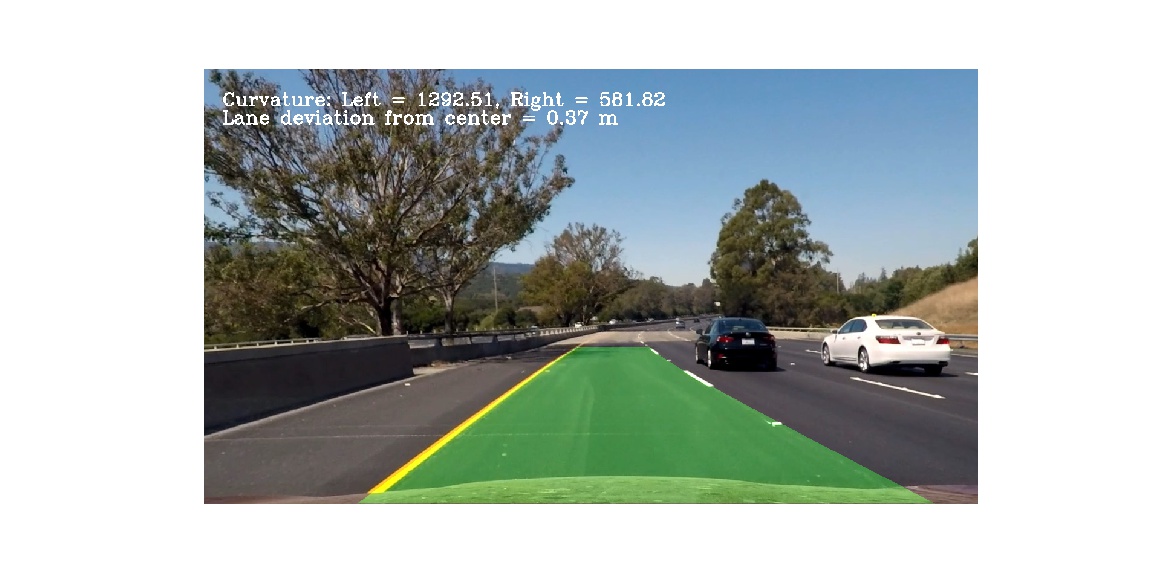 Curvature: Left = 1292.51, Right = 581.82
Lane deviation from center = 0.37 m